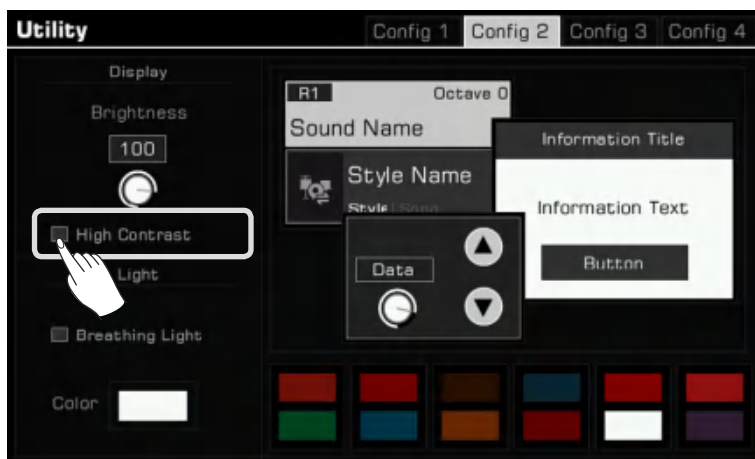 Utility
Config 1 Config 2 Config 3 Config 4
Display
Brightness
100
High Contrast
Light
Breathing Light
Color
R1 Octave 0
Sound Name
Style Name
Style Song
Data
Information Title
Information Text
Button